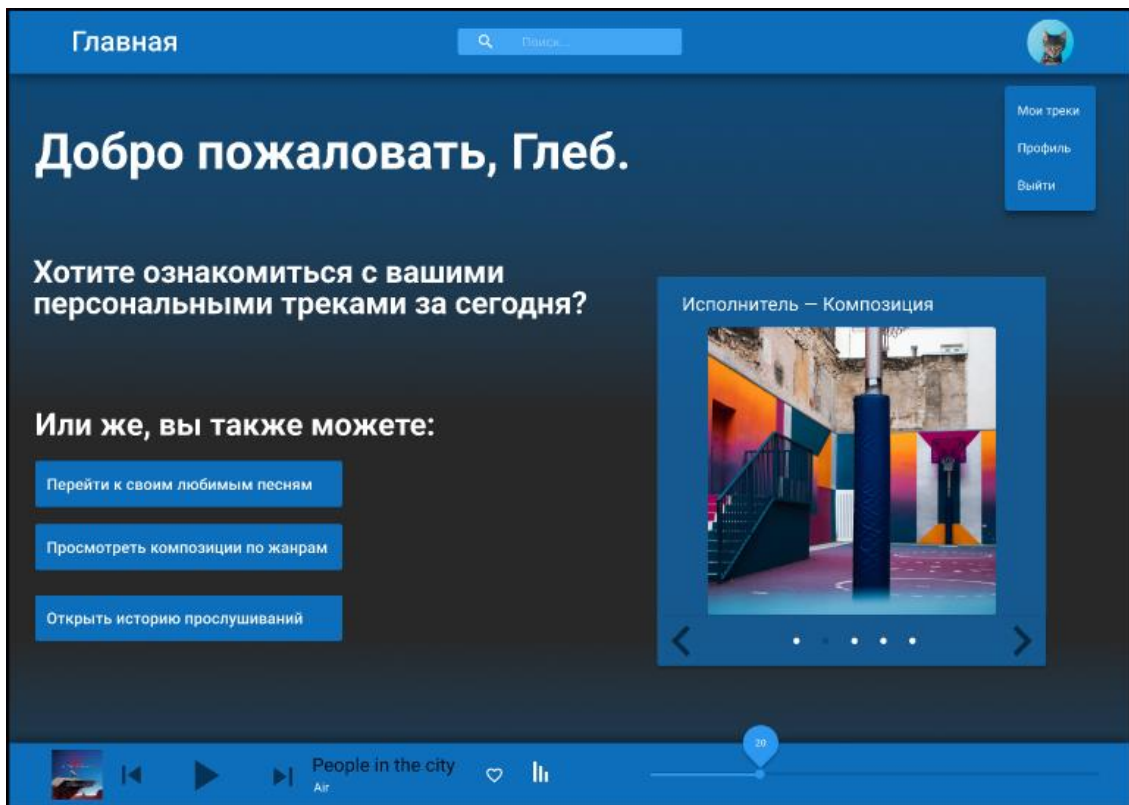 Главная
Поиск...
Мои треки
Профиль
Выйти
Добро пожаловать, Глеб.
Хотите ознакомиться с вашими
персональными треками за сегодня?
Исполнитель — Композиция
Или же, вы также можете:
Перейти к своим любимым песням
Просмотреть композиции по жанрам
Открыть историю прослушиваний
People in the city
Air
20